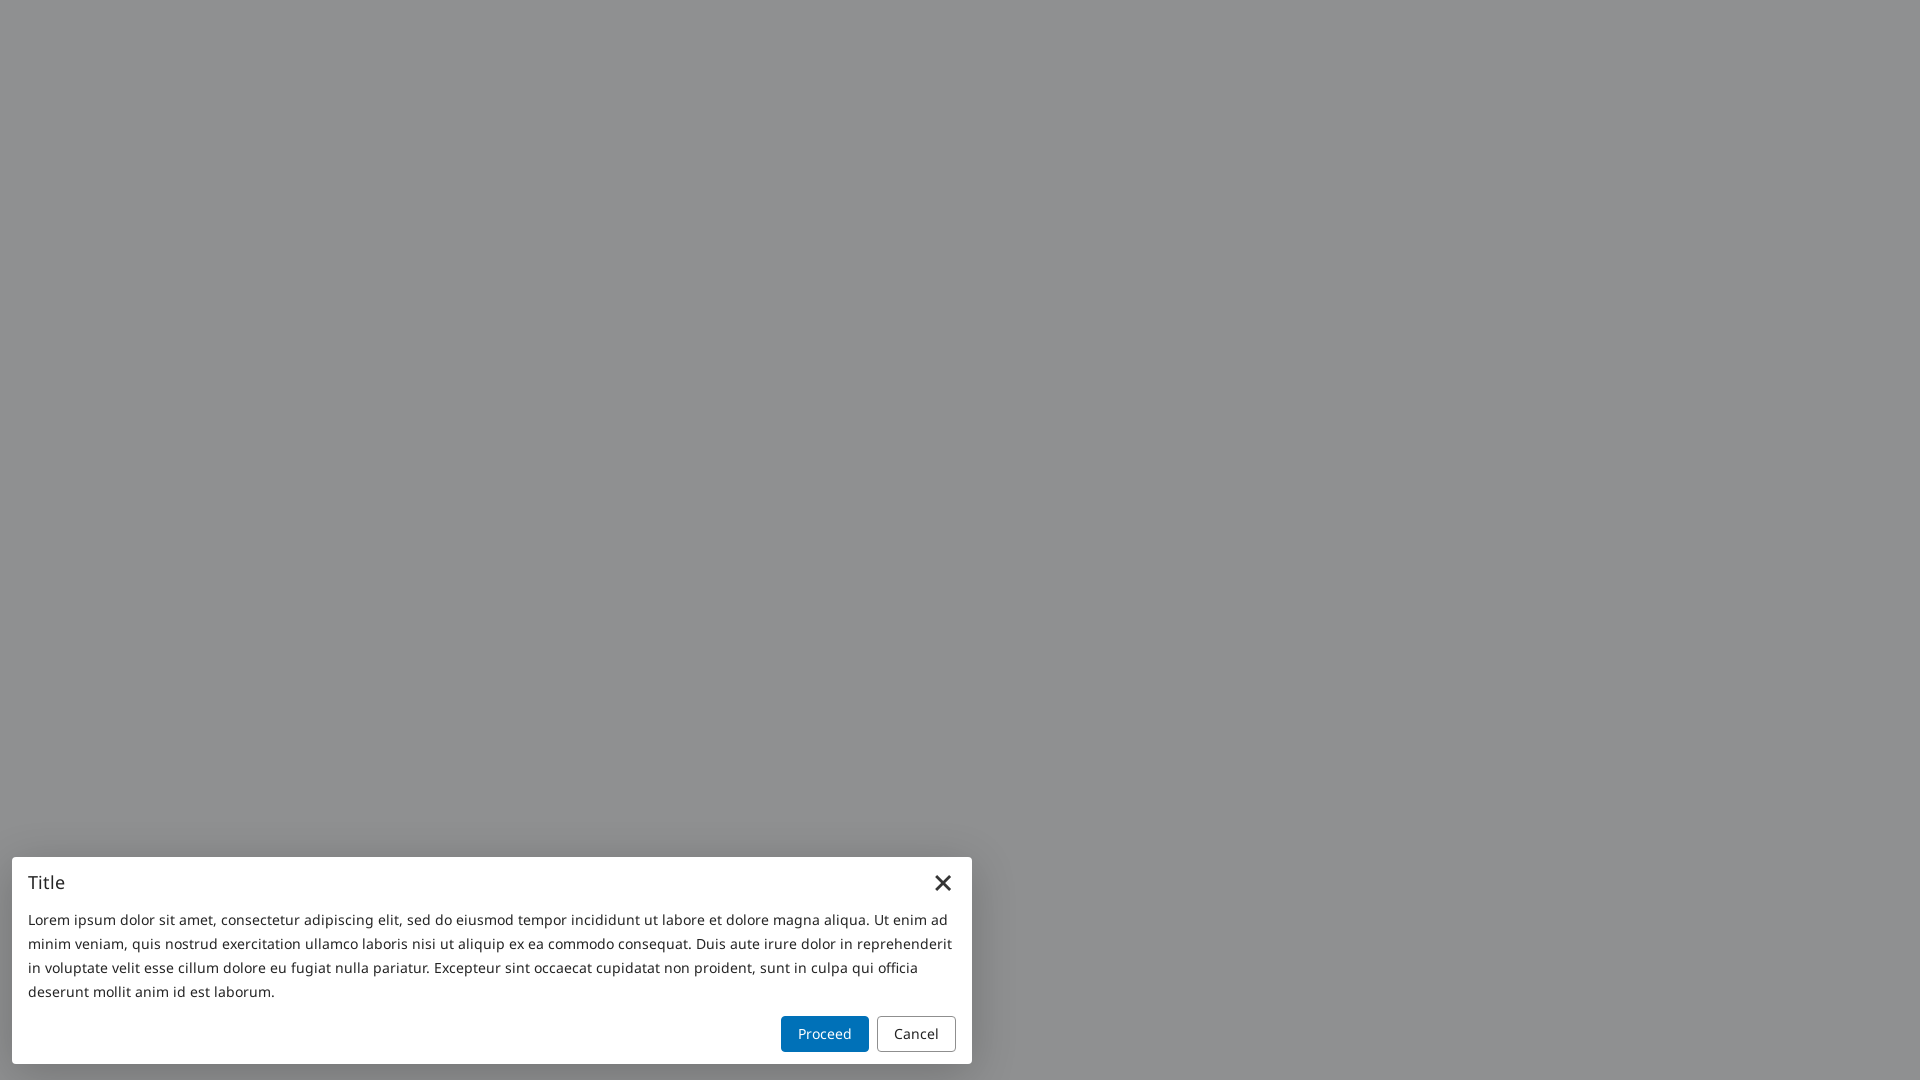 Title
Lorem ipsum dolor sit amet, consectetur adipiscing elit, sed do eiusmod tempor incididunt ut labore et dolore magna aliqua. Ut enim ad
minim veniam, quis nostrud exercitation ullamco laboris nisi ut aliquip ex ea commodo consequat. Duis aute irure dolor in reprehenderit
in voluptate velit esse cillum dolore eu fugiat nulla pariatur. Excepteur sint occaecat cupidatat non proident, sunt in culpa qui officia
deserunt mollit anim id est laborum.
Proceed Cancel